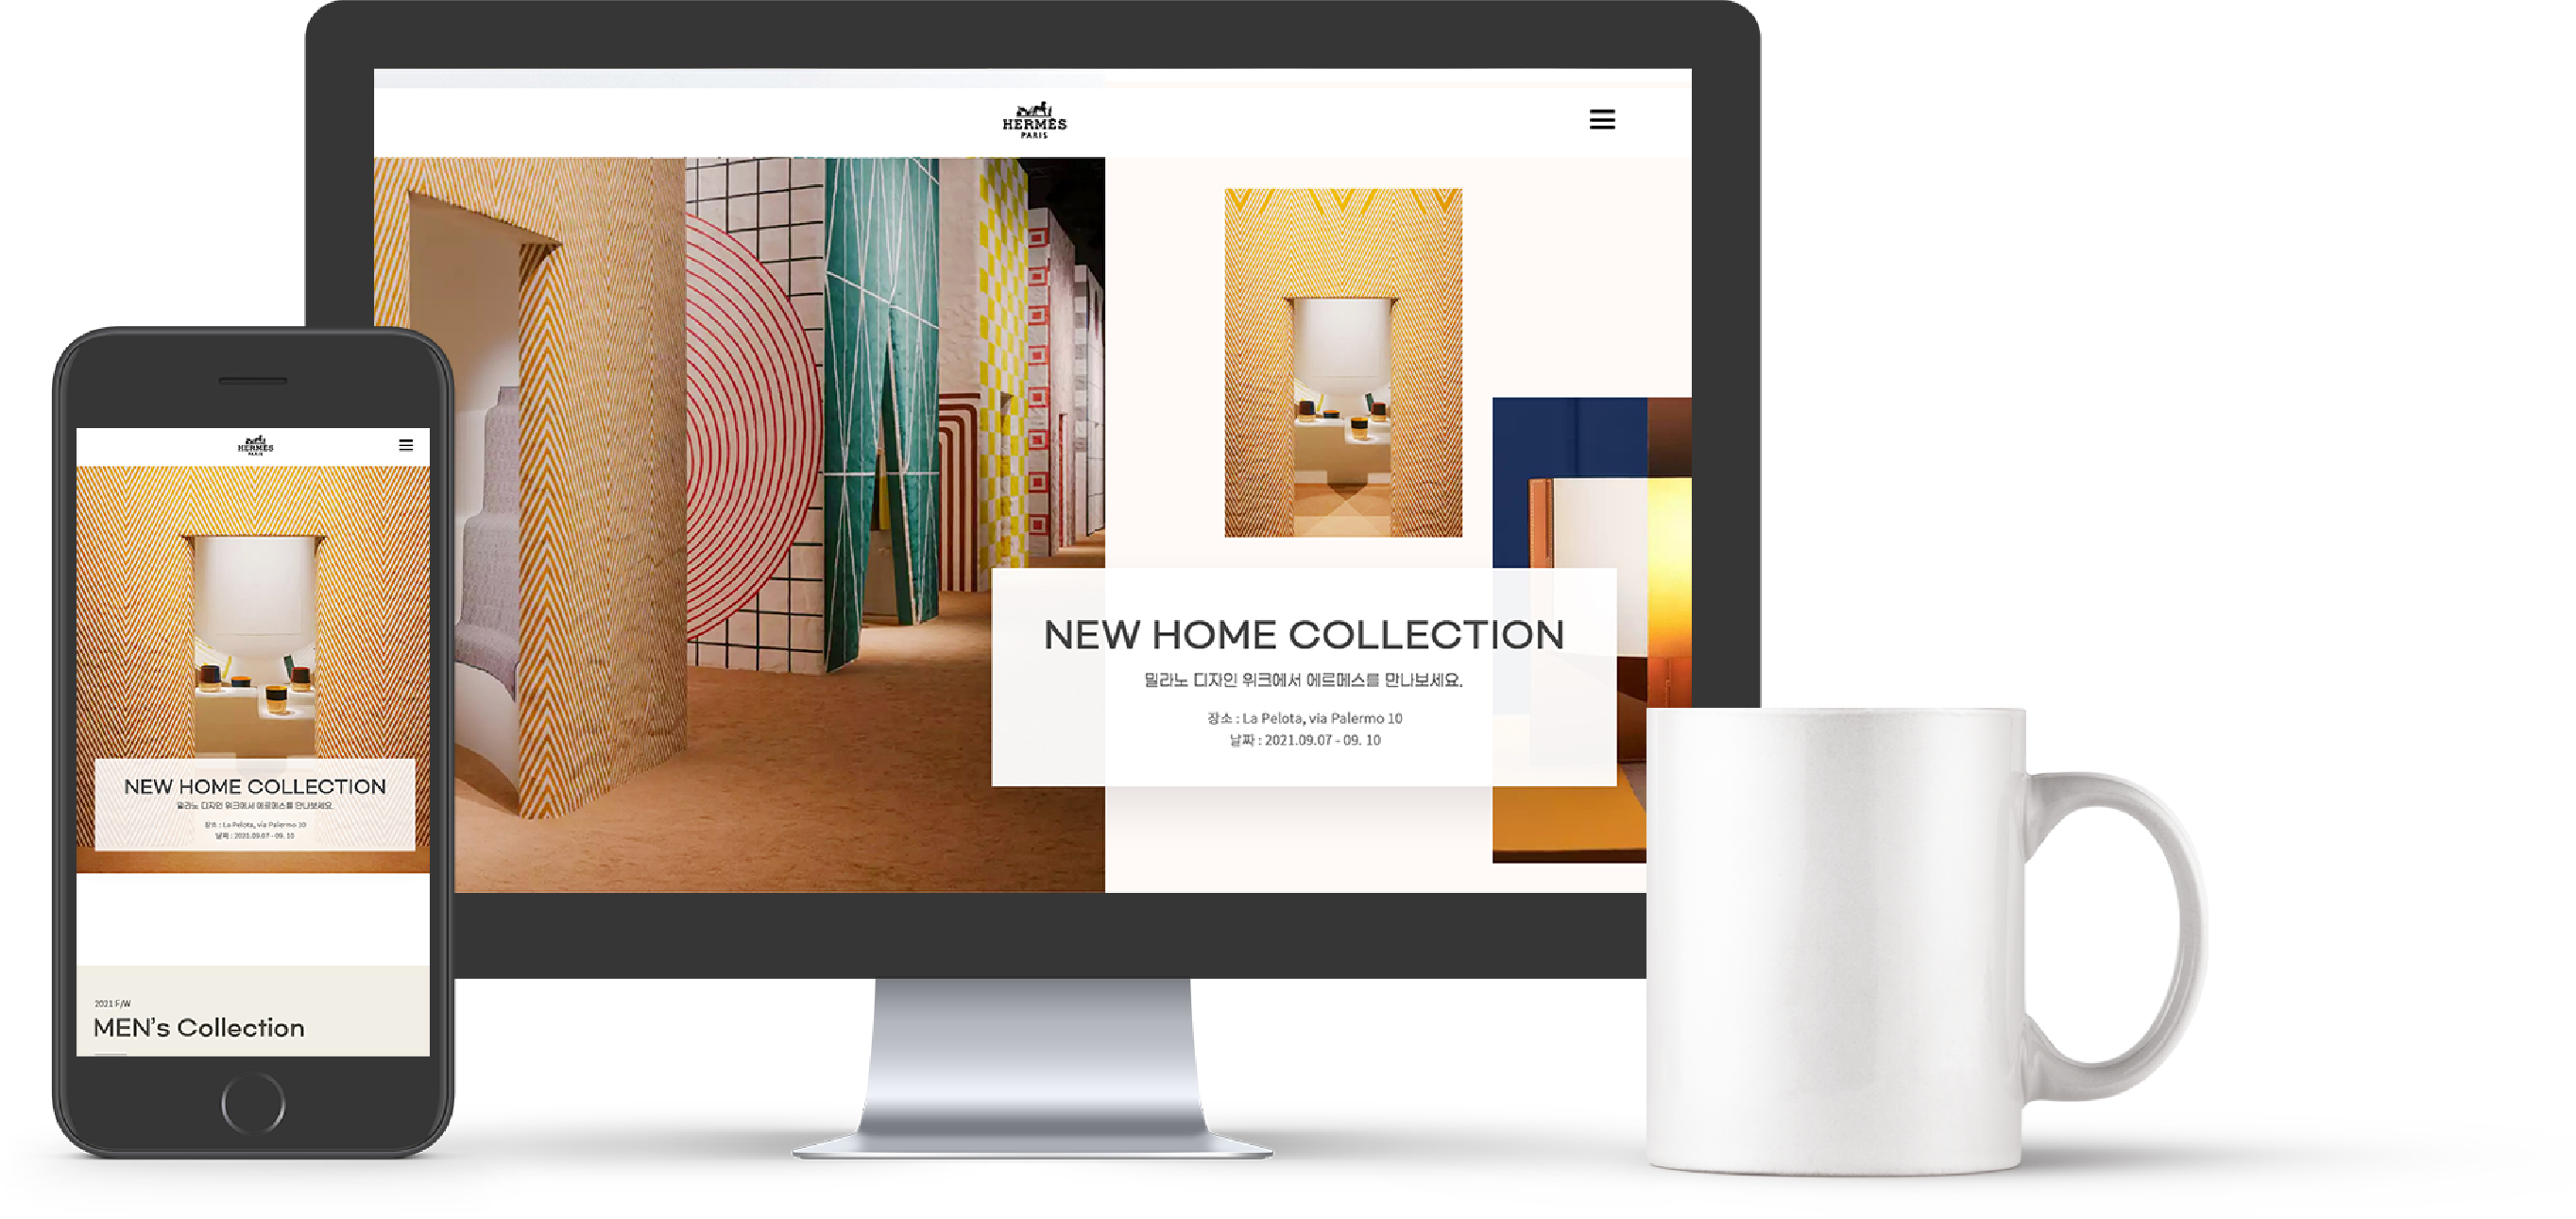 HERMÈS
PARIS
NEW HOME COLLECTION
밀라노 디자인 위크에서 에르메스를 만나보세요.
장소 : La Pelota, via Palermo 10
날짜 : 2021.09.07 - 09. 10
HERMÈS
PARIS
NEW HOME COLLECTION
밀라노 디자인 위크에서 에르메스를 만나보세요.
장소 : La Pelota, via Palermo 10
날짜 : 2021.09.07 - 09. 10
2021 F/W
MEN's Collection